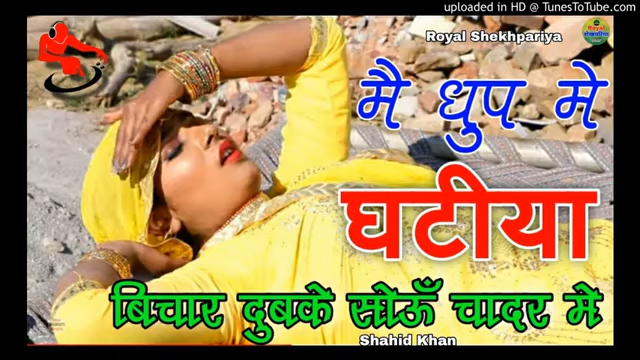 uploaded in HD @ TunesToTube.com
Royal Shekhpariya
मै धुप मे
घटीया
बिचार दुबके सोऊँ चादर मे
Shahid Khan